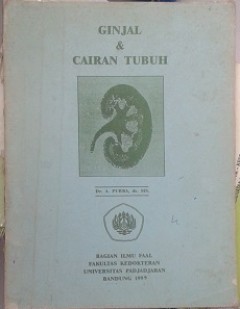 GINJAL
&
CAIRAN TUBUH
BAGIAN ILMU FAAL
FAKULTAS KEDOKTERAN
UNIVERSITAS PADJADJARAN
BANDUNG,